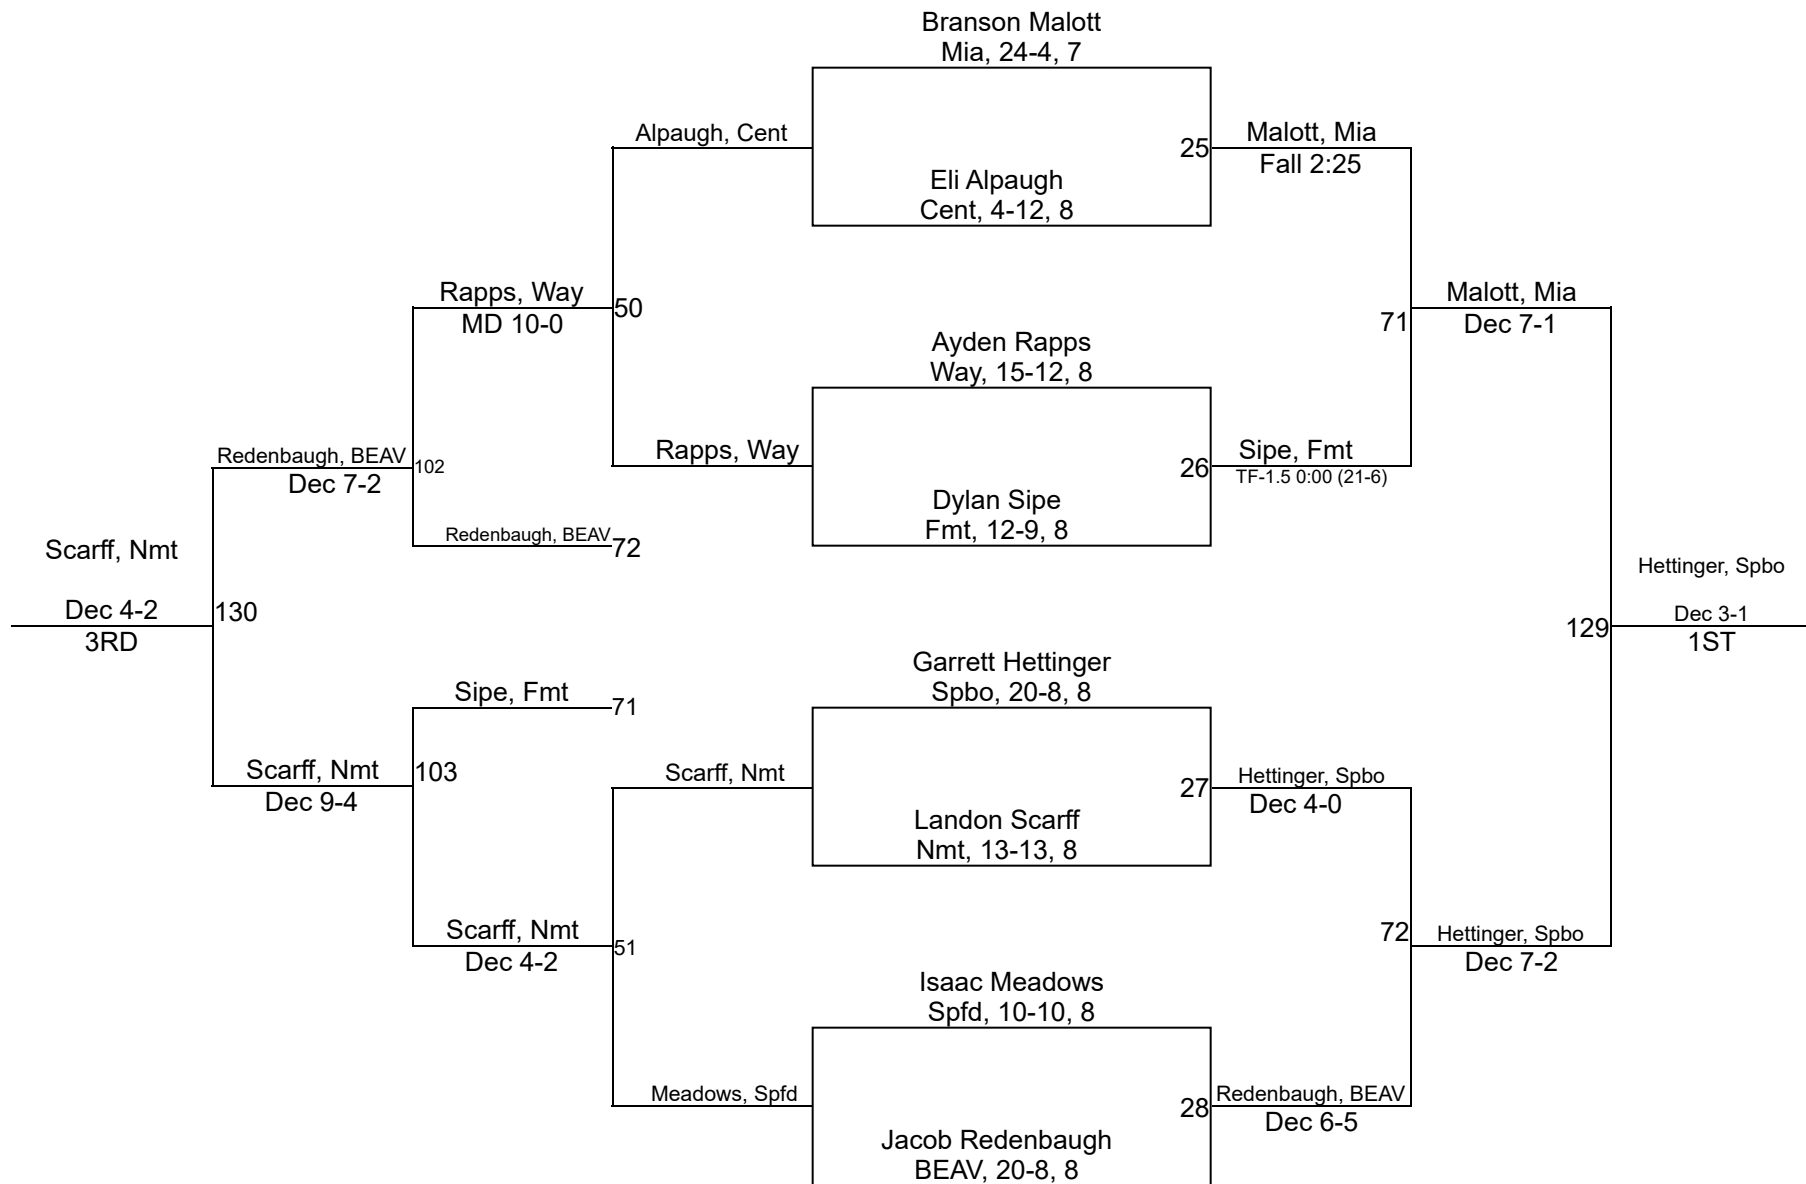 Branson Malott
Mia, 24-4, 7
Alpaugh, Cent
25
Malott, Mia
Fall 2:25
Eli Alpaugh
Cent, 4-12, 8
Rapps, Way
MD 10-0
50
Malott, Mia
Dec 7-1
71
Ayden Rapps
Way, 15-12, 8
Redenbaugh, BEAV
Dec 7-2
102
Rapps, Way
26
Sipe, Fmt
TF-1.5 0:00 (21-6)
Dylan Sipe
Fmt, 12-9, 8
Redenbaugh, BEAV
72
Scarff, Nmt
Dec 4-2
3RD
130
Hettinger, Spbo
Dec 3-1
1ST
129
Garrett Hettinger
Spbo, 20-8, 8
Sipe, Fmt
71
Scarff, Nmt
Dec 9-4
103
Scarff, Nmt
27
Hettinger, Spbo
Dec 4-0
Landon Scarff
Nmt, 13-13, 8
Scarff, Nmt
Dec 4-2
51
72
Hettinger, Spbo
Dec 7-2
Isaac Meadows
Spfd, 10-10, 8
Meadows, Spfd
28
Redenbaugh, BEAV
Dec 6-5
Jacob Redenbaugh
BEAV, 20-8, 8